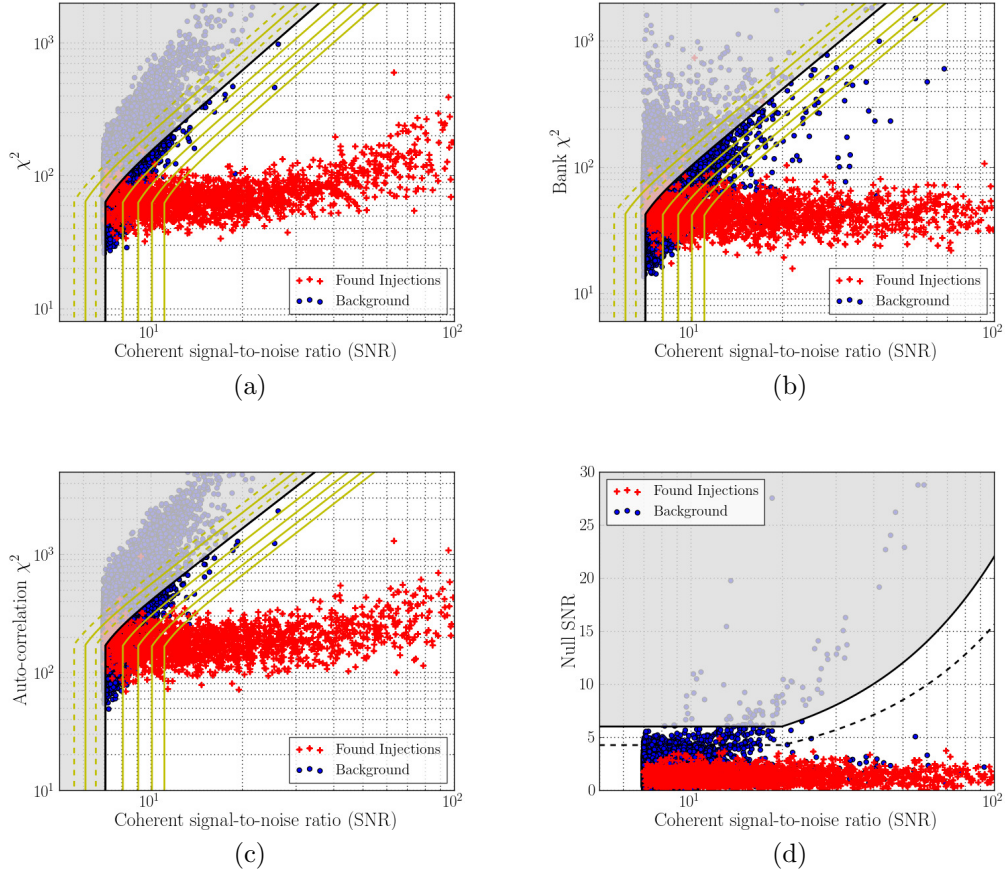 10³
10²
10¹
χ²
10¹
10²
Coherent signal-to-noise ratio (SNR)
Found Injections
Background
(a)
10³
10²
10¹
Bank χ²
10¹
10²
Coherent signal-to-noise ratio (SNR)
Found Injections
Background
(b)
10³
10²
10¹
Auto-correlation χ²
10¹
10²
Coherent signal-to-noise ratio (SNR)
Found Injections
Background
(c)
30
25
20
15
10
5
0
Null SNR
10¹
10²
Coherent signal-to-noise ratio (SNR)
Found Injections
Background
(d)